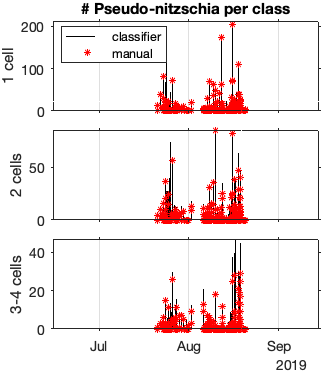 # Pseudo-nitzschia per class
classifier
manual
1 cell
200
100
0
2 cells
50
0
3-4 cells
40
20
0
Jul Aug Sep
2019